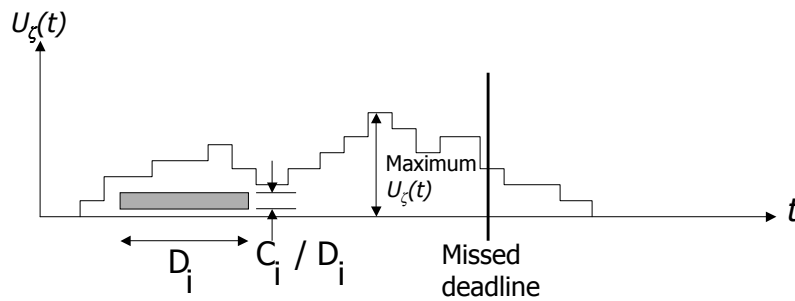 Uζ(t)
Maximum
Uζ(t)
t
Di
Ci / Di
Missed
deadline